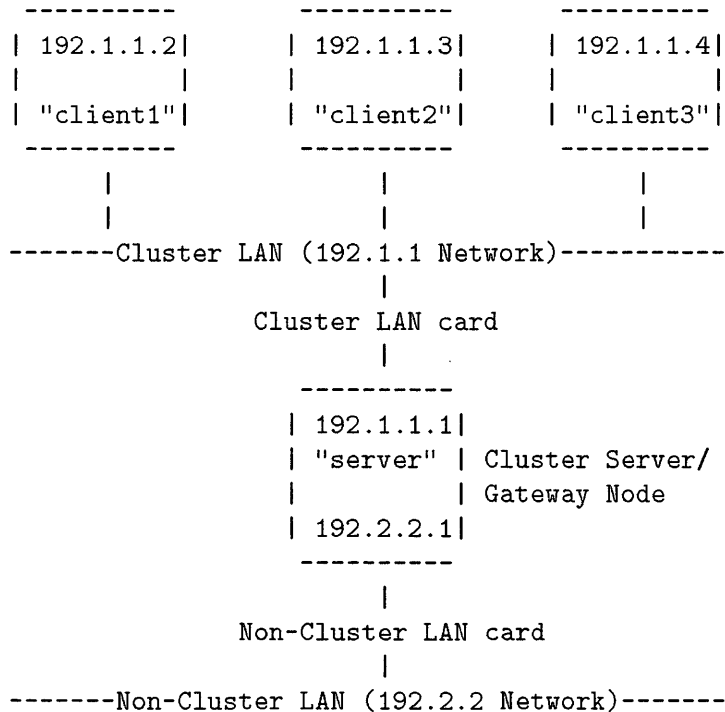 192.1.1.2 192.1.1.3 192.1.1.4
"client1" "client2" "client3"
-------Cluster LAN (192.1.1 Network)-----------
Cluster LAN card
192.1.1.1
"server" Cluster Server/
Gateway Node
192.2.2.1
Non-Cluster LAN card
-------Non-Cluster LAN (192.2.2 Network)-------